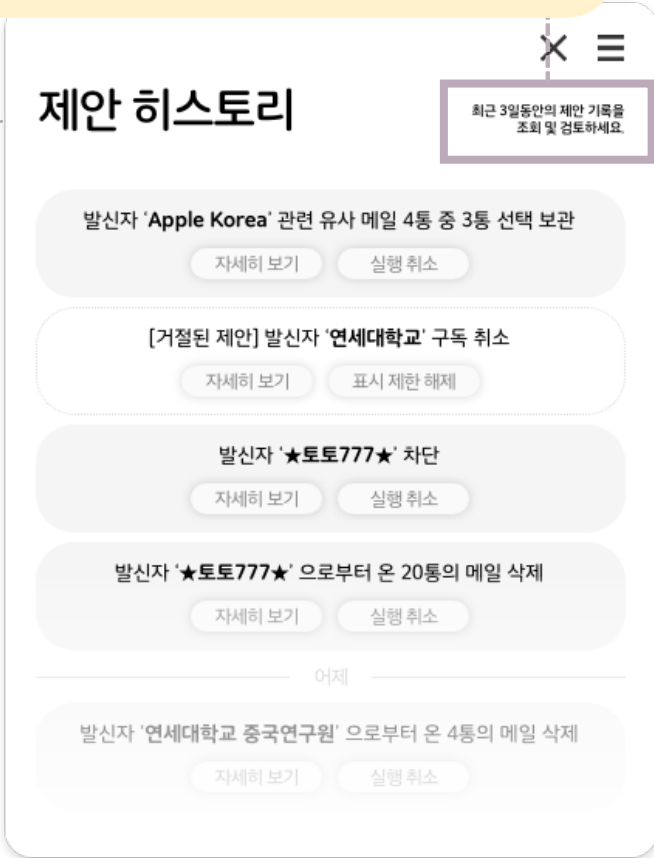 제안 히스토리
최근 3일동안의 제안 기록을
조회 및 검토하세요.
발신자 ‘Apple Korea’ 관련 유사 메일 4통 중 3통 선택 보관
자세히 보기 실행 취소
[거절된 제안] 발신자 ‘연세대학교’ 구독 취소
자세히 보기 표시 제한 해제
발신자 ‘★토토777★’ 차단
자세히 보기 실행 취소
발신자 ‘★토토777★’ 으로부터 온 20통의 메일 삭제
자세히 보기 실행 취소
어제
발신자 ‘연세대학교 중국연구원’ 으로부터 온 4통의 메일 삭제
자세히 보기 실행 취소